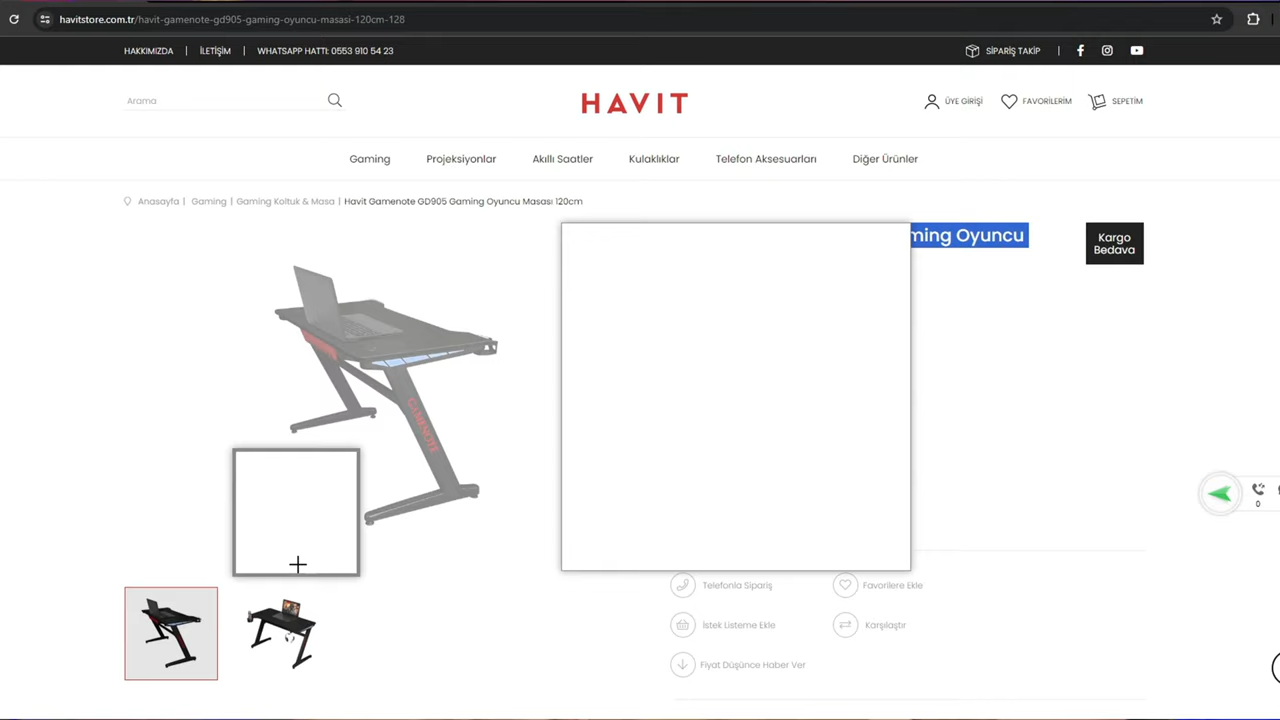 havitstore.com.tr/havit-gamenote-gd905-gaming-oyuncu-masasi-120cm-128
HAKKIMIZDA | İLETİŞİM | WHATSAPP HATTI: 0553 910 54 23
SİPARİŞ TAKİP |
Arama
HAVIT
ÜYE GİRİŞİ
FAVORİLERİM
SEPETİM
Gaming
Projeksiyonlar
Akıllı Saatler
Kulaklıklar
Telefon Aksesuarları
Diğer Ürünler
Anasayfa | Gaming | Gaming Koltuk & Masa | Havit Gamenote GD905 Gaming Oyuncu Masası 120cm
ming Oyuncu
Kargo
Bedava
GAMENOTE
0
Telefonla Sipariş
Favorilere Ekle
İstek Listeme Ekle
Karşılaştır
Fiyat Düşünce Haber Ver